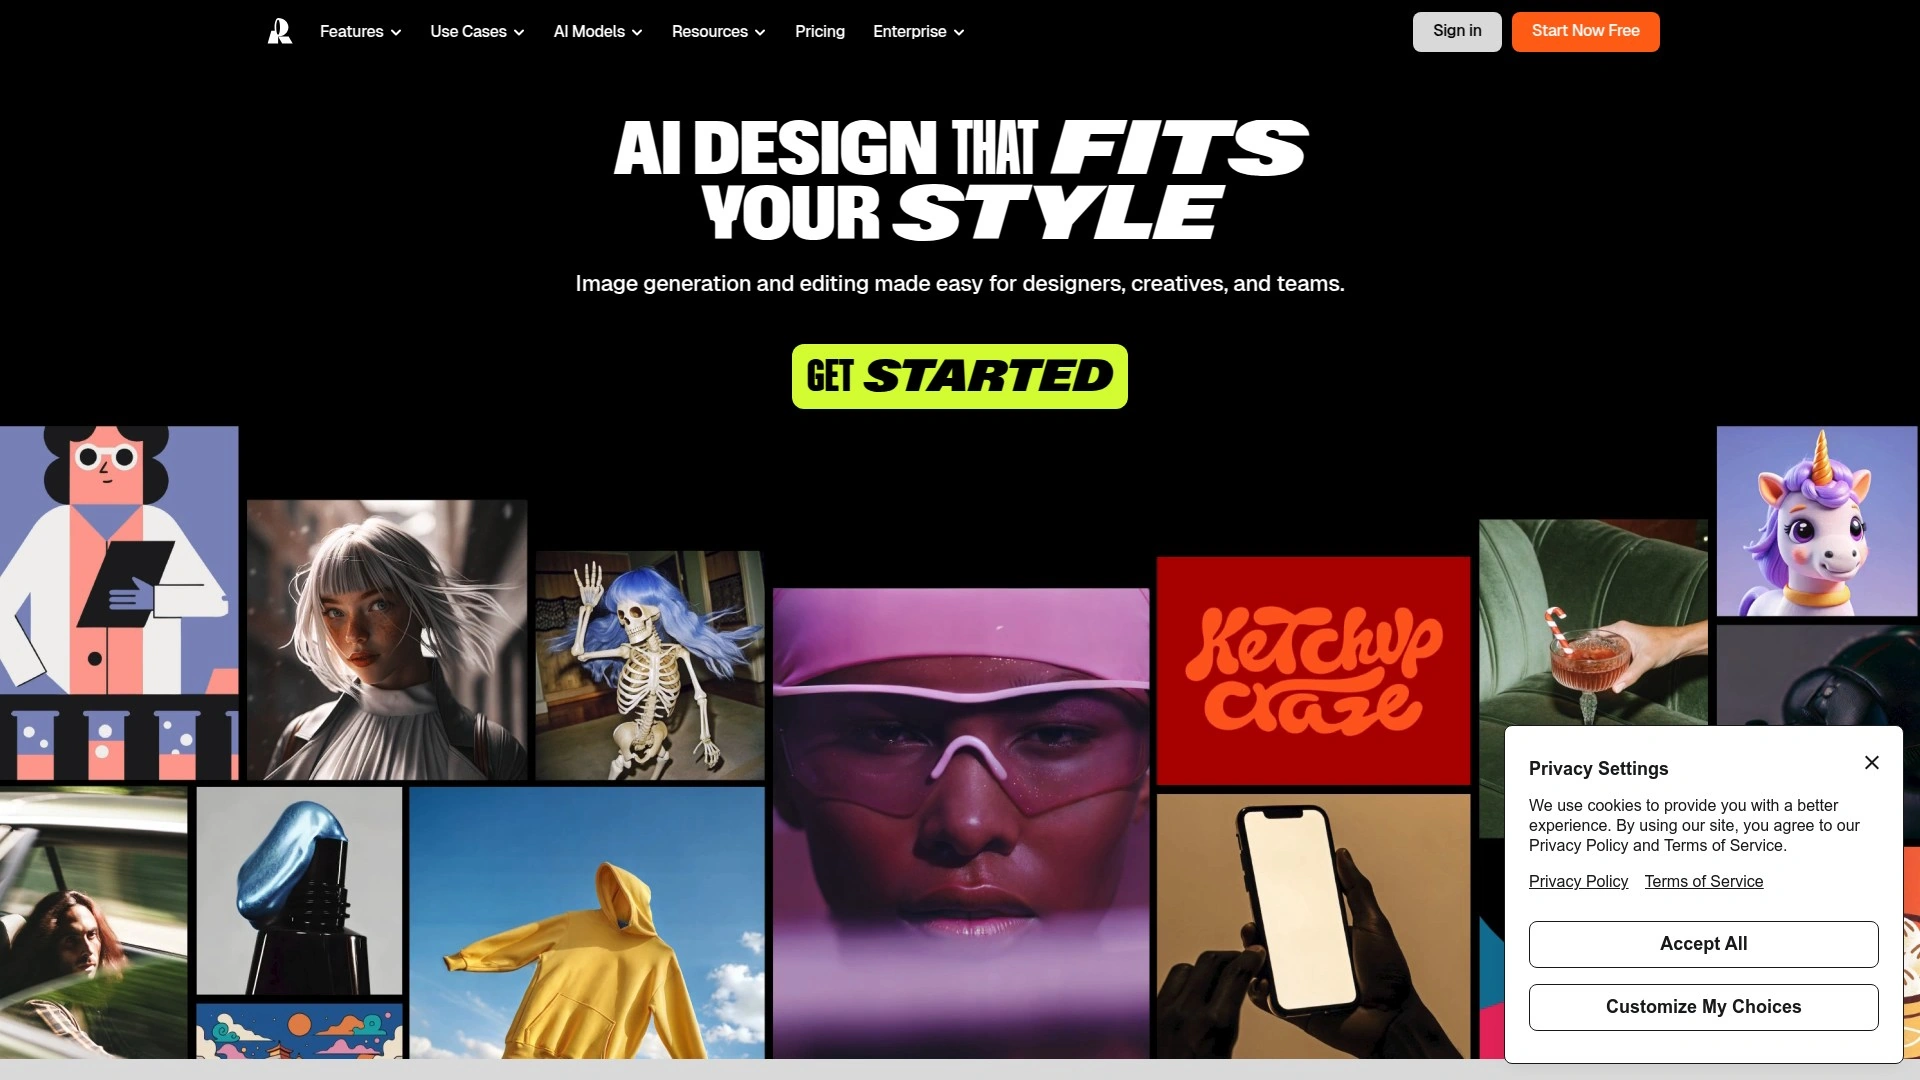 Features
Use Cases
AI Models
Resources
Pricing
Enterprise
Sign in
Start Now Free
AI DESIGN THAT FITS
YOUR STYLE
Image generation and editing made easy for designers, creatives, and teams.
GET STARTED
Ketchup
Craze
Privacy Settings
We use cookies to provide you with a better
experience. By using our site, you agree to our
Privacy Policy and Terms of Service.
Privacy Policy Terms of Service
Accept All
Customize My Choices